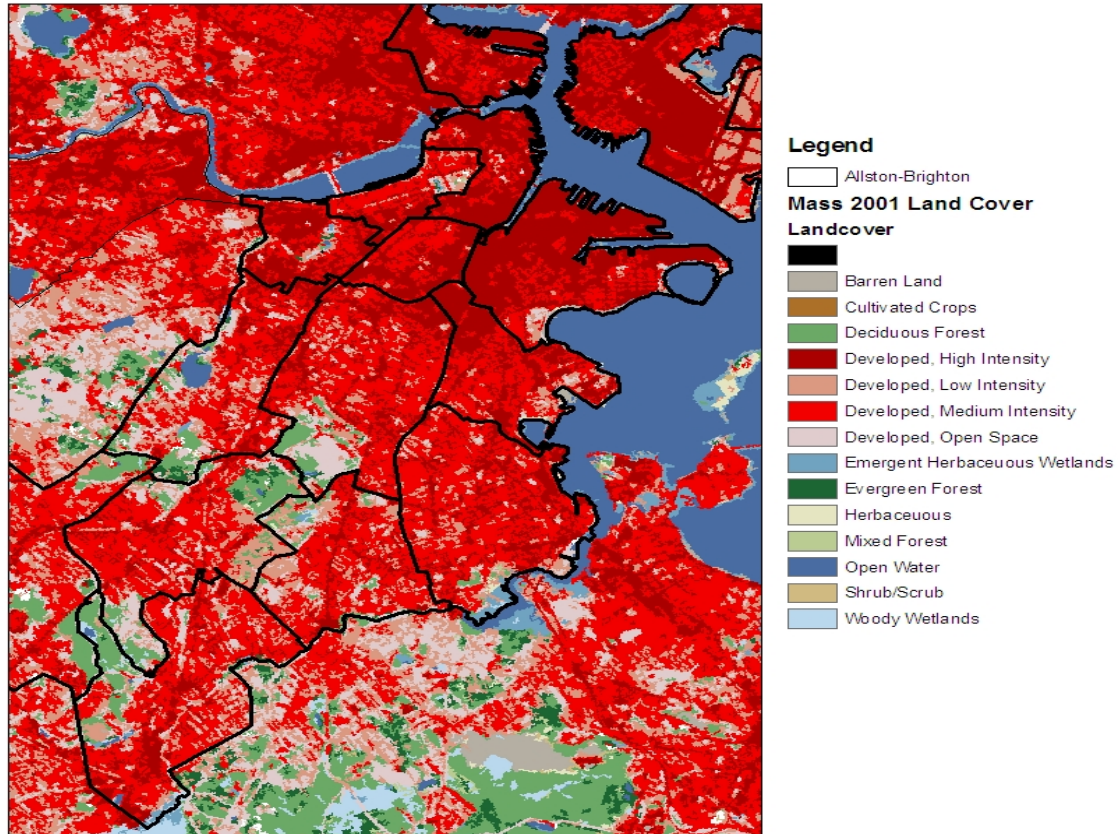 Legend
Allston-Brighton
Mass 2001 Land Cover
Landcover
Barren Land
Cultivated Crops
Deciduous Forest
Developed, High Intensity
Developed, Low Intensity
Developed, Medium Intensity
Developed, Open Space
Emergent Herbaceuous Wetlands
Evergreen Forest
Herbaceuous
Mixed Forest
Open Water
Shrub/Scrub
Woody Wetlands